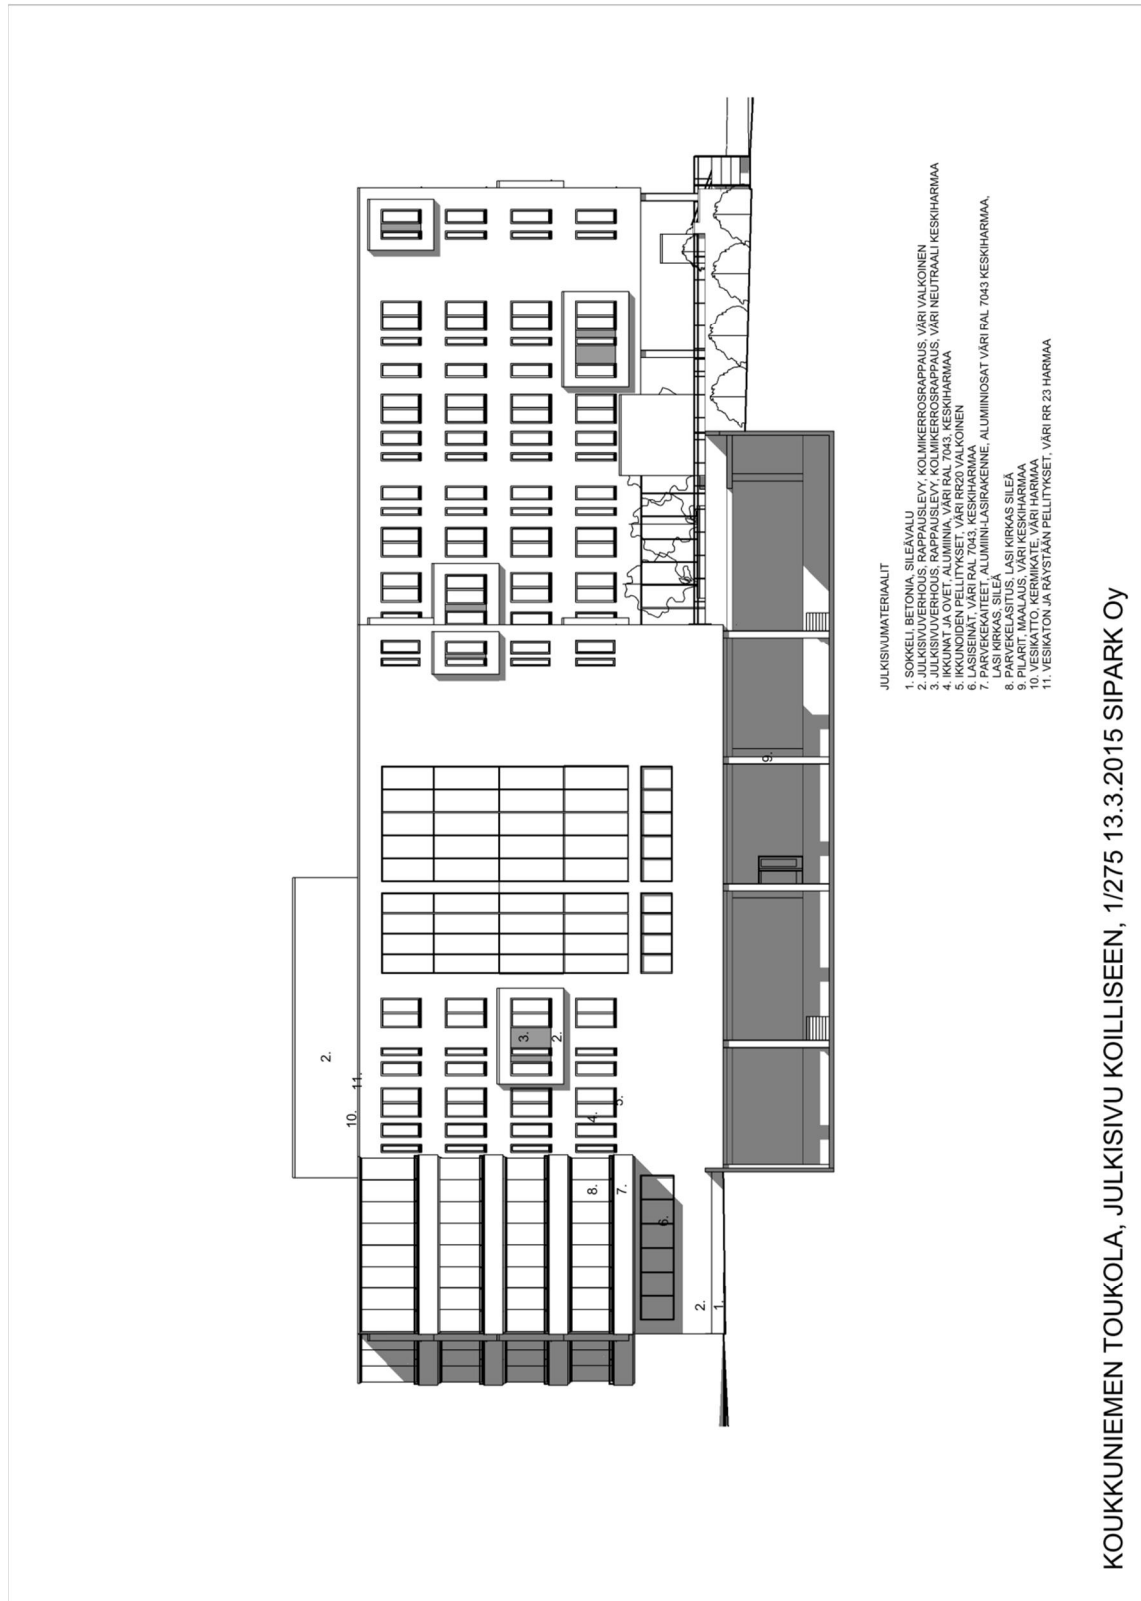 2.
10.
11.
3.
2.
4.
5.
8.
7.
6.
2.
1.
9.
JULKISIVUMATERIAALIT
1. SOKKELI, BETONIA, SILEÄVALU
2. JULKISIVUVERHOUS, RAPPAUSLEVY, KOLMIKERROSRAPPAUS, VÄRI VALKOINEN
3. JULKISIVUVERHOUS, RAPPAUSLEVY, KOLMIKERROSRAPPAUS, VÄRI NEUTRAALI KESKIHARMAA
4. IKKUNAT JA OVET, ALUMIINIA, VÄRI RAL 7043, KESKIHARMAA
5. IKKUNOIDEN PELLITYKSET, VÄRI RR20 VALKOINEN
6. LASISEINÄT, VÄRI RAL 7043, KESKIHARMAA
7. PARVEKEKAITEET, ALUMIINI-LASIRAKENNE, ALUMIINIOSAT VÄRI RAL 7043 KESKIHARMAA,
LASI KIRKAS, SILEÄ
8. PARVEKELASITUS, LASI KIRKAS SILEÄ
9. PILARIT, MAALAUS, VÄRI KESKIHARMAA
10. VESIKATTO, KERMIKATE, VÄRI HARMAA
11. VESIKATON JA RÄYSTÄÄN PELLITYKSET, VÄRI RR 23 HARMAA
KOUKKUNIEMEN TOUKOLA, JULKISIVU KOILLISEEN, 1/275 13.3.2015 SIPARK Oy